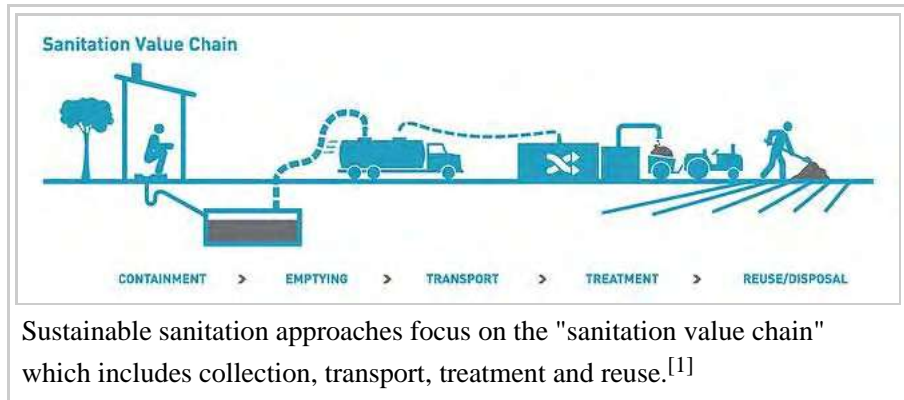 Sanitation Value Chain
CONTAINMENT > EMPTYING > TRANSPORT > TREATMENT > REUSE/DISPOSAL
Sustainable sanitation approaches focus on the "sanitation value chain"
which includes collection, transport, treatment and reuse.[1]